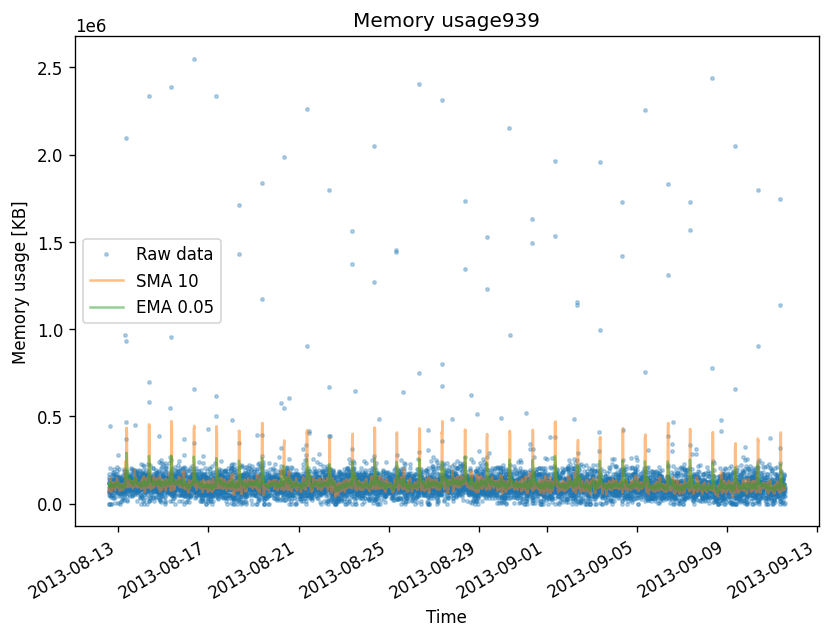 Memory usage939
1e6
2.5
2.0
1.5
1.0
0.5
0.0
Memory usage [KB]
Raw data
SMA 10
EMA 0.05
2013-08-13
2013-08-17
2013-08-21
2013-08-25
2013-08-29
2013-09-01
2013-09-05
2013-09-09
2013-09-13
Time